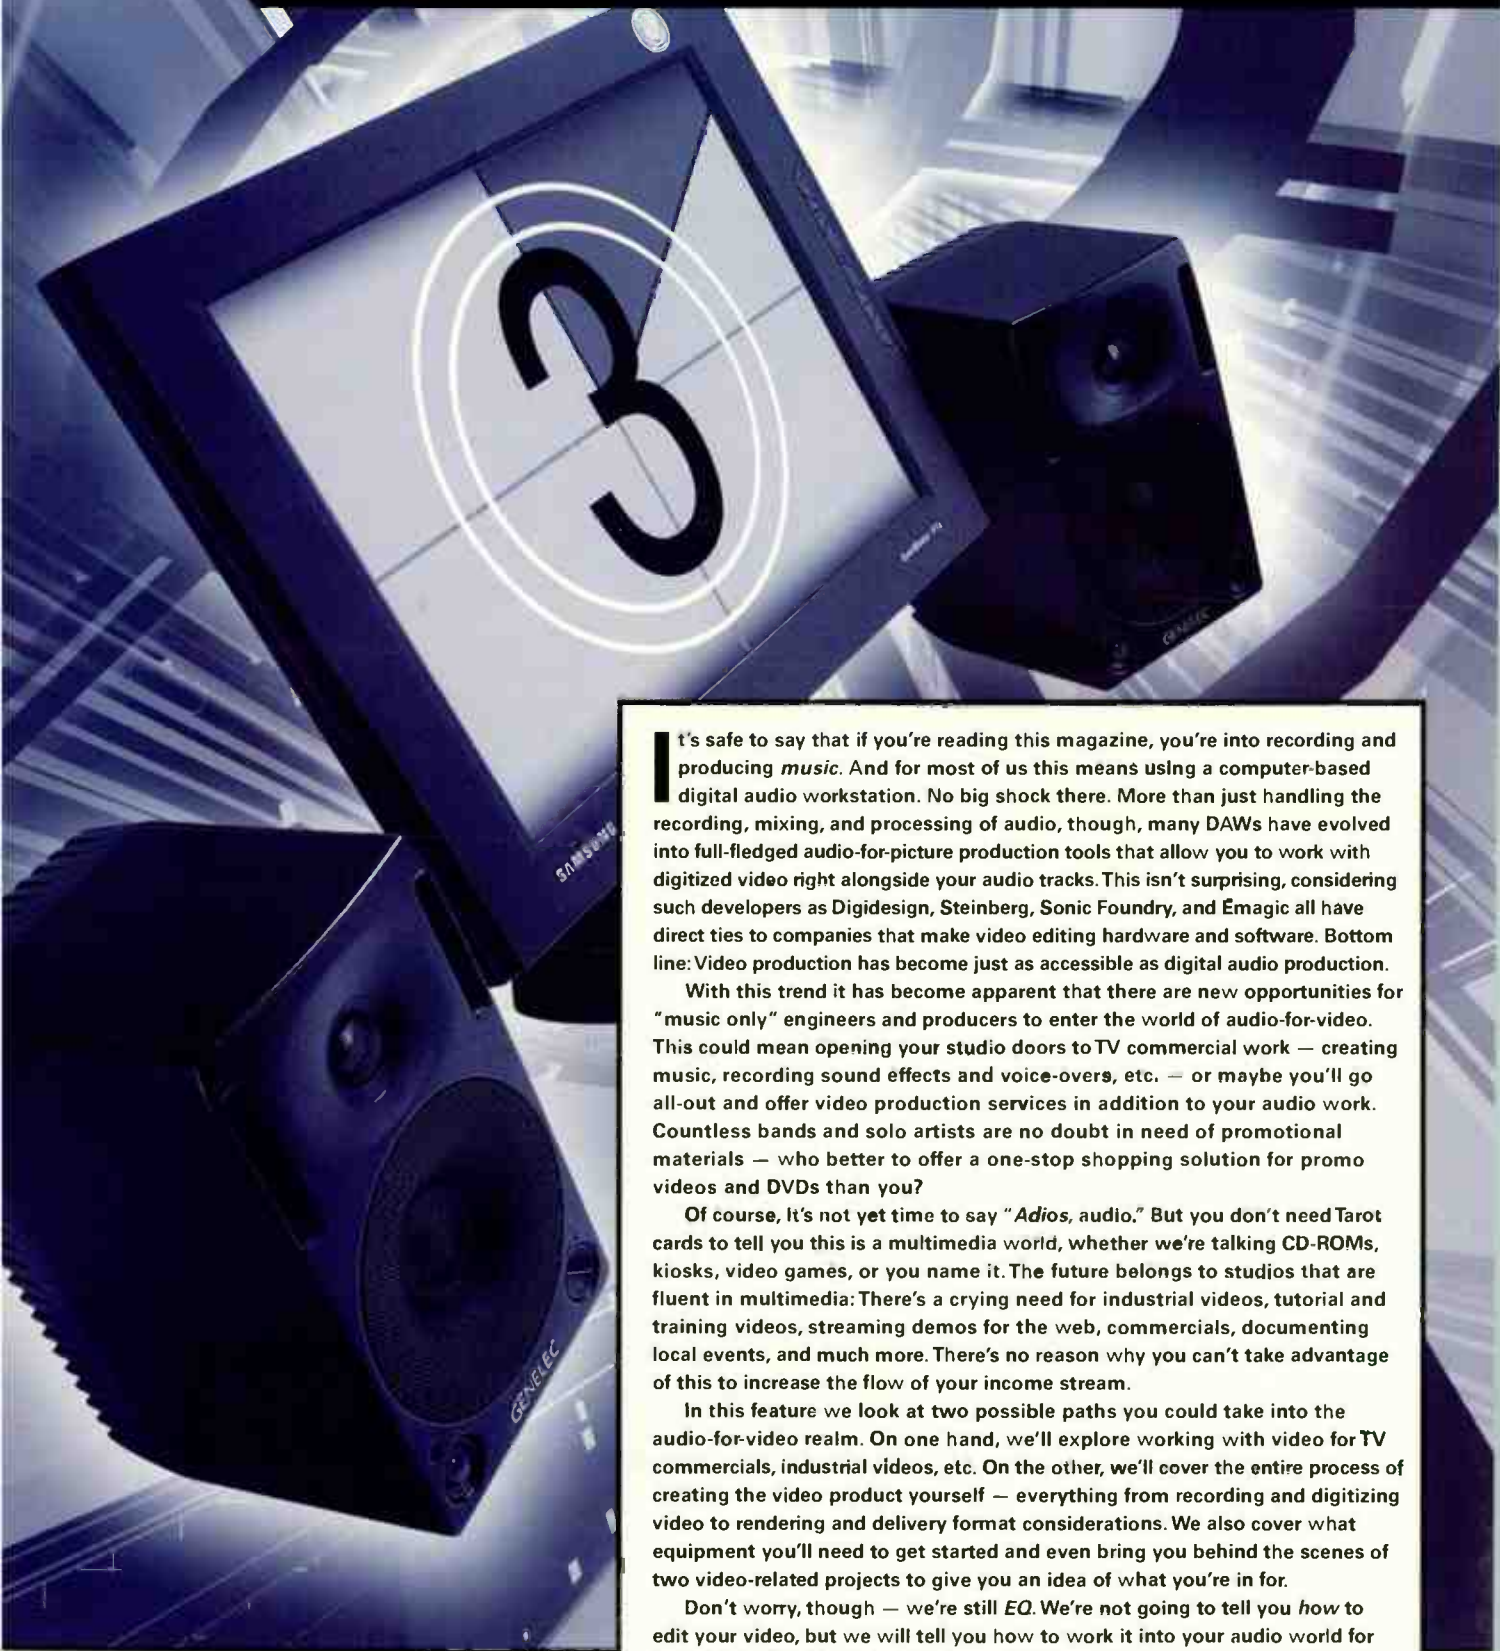 3
SAMSUNG
GENELEC
GENELEC
It's safe to say that if you're reading this magazine, you're into recording and
producing music. And for most of us this means using a computer-based
digital audio workstation. No big shock there. More than just handling the
recording, mixing, and processing of audio, though, many DAWs have evolved
into full-fledged audio-for-picture production tools that allow you to work with
digitized video right alongside your audio tracks. This isn't surprising, considering
such developers as Digidesign, Steinberg, Sonic Foundry, and Emagic all have
direct ties to companies that make video editing hardware and software. Bottom
line: Video production has become just as accessible as digital audio production.
With this trend it has become apparent that there are new opportunities for
"music only" engineers and producers to enter the world of audio-for-video.
This could mean opening your studio doors to TV commercial work — creating
music, recording sound effects and voice-overs, etc. — or maybe you'll go
all-out and offer video production services in addition to your audio work.
Countless bands and solo artists are no doubt in need of promotional
materials — who better to offer a one-stop shopping solution for promo
videos and DVDs than you?
Of course, It's not yet time to say "Adios, audio." But you don't need Tarot
cards to tell you this is a multimedia world, whether we're talking CD-ROMs,
kiosks, video games, or you name it. The future belongs to studios that are
fluent in multimedia: There's a crying need for industrial videos, tutorial and
training videos, streaming demos for the web, commercials, documenting
local events, and much more. There's no reason why you can't take advantage
of this to increase the flow of your income stream.
In this feature we look at two possible paths you could take into the
audio-for-video realm. On one hand, we'll explore working with video for TV
commercials, industrial videos, etc. On the other, we'll cover the entire process of
creating the video product yourself — everything from recording and digitizing
video to rendering and delivery format considerations. We also cover what
equipment you'll need to get started and even bring you behind the scenes of
two video-related projects to give you an idea of what you're in for.
Don't worry, though — we're still EQ. We're not going to tell you how to
edit your video, but we will tell you how to work it into your audio world for